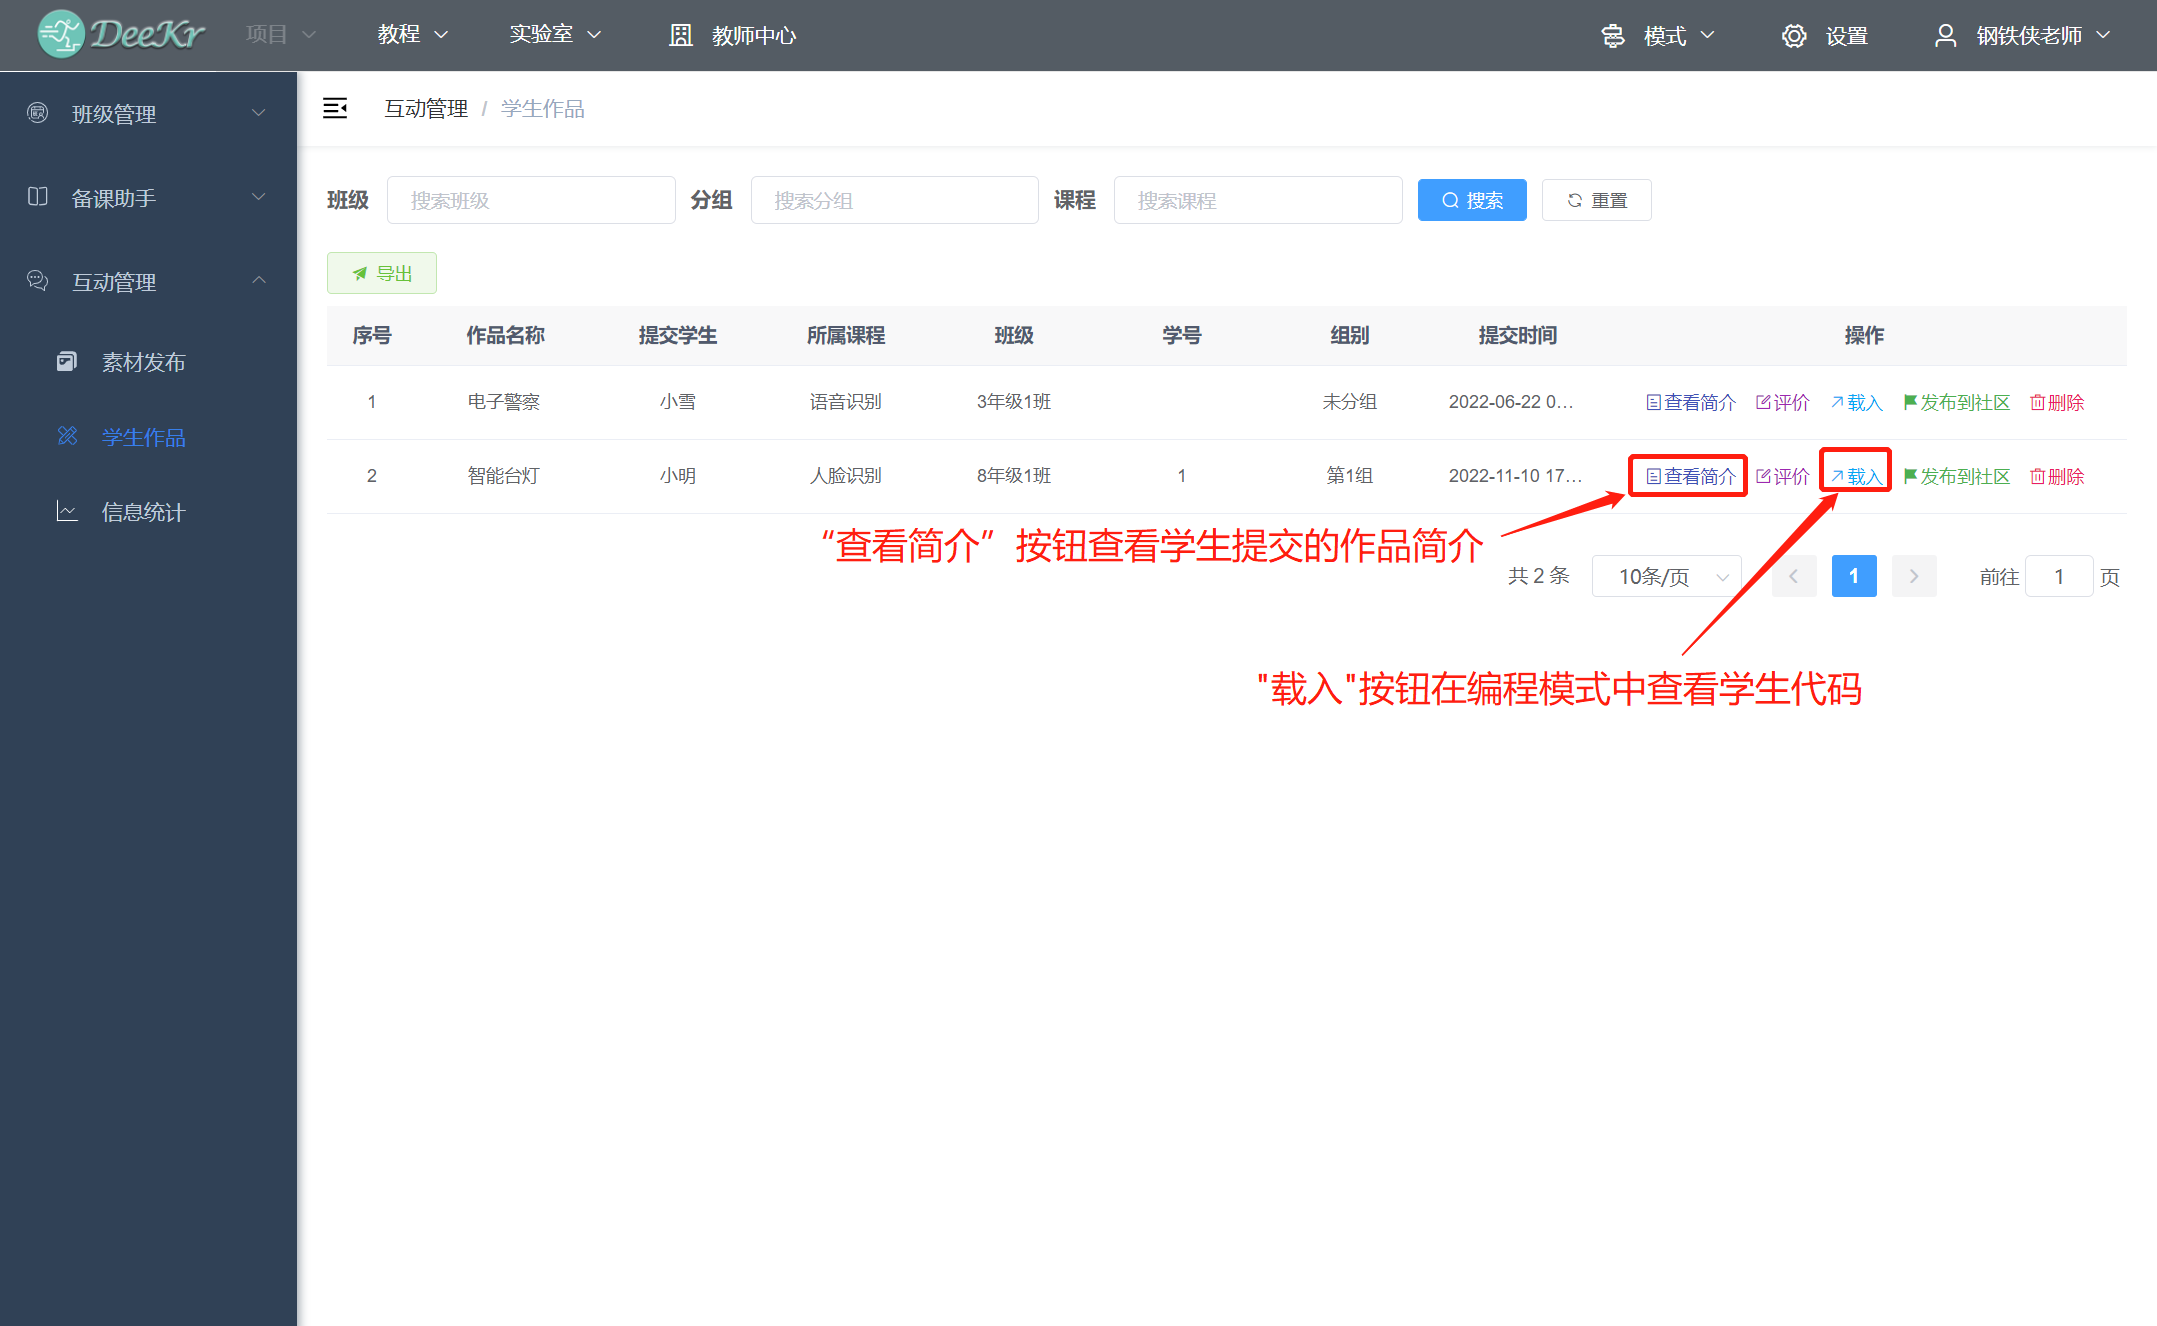 DeeKr 项目 教程 实验室 教师中心 模式 设置 钢铁侠老师
班级管理
备课助手
互动管理
素材发布
学生作品
信息统计
互动管理 / 学生作品
班级 搜索班级 分组 搜索分组 课程 搜索课程 搜索 重置
导出
序号 作品名称 提交学生 所属课程 班级 学号 组别 提交时间 操作
1 电子警察 小雪 语音识别 3年级1班 未分组 2022-06-22 0... 查看简介 评价 载入 发布到社区 删除
2 智能台灯 小明 人脸识别 8年级1班 1 第1组 2022-11-10 17... 查看简介 评价 载入 发布到社区 删除
“查看简介”按钮查看学生提交的作品简介
共 2 条 10条/页 1 前往 1 页
"载入"按钮在编程模式中查看学生代码